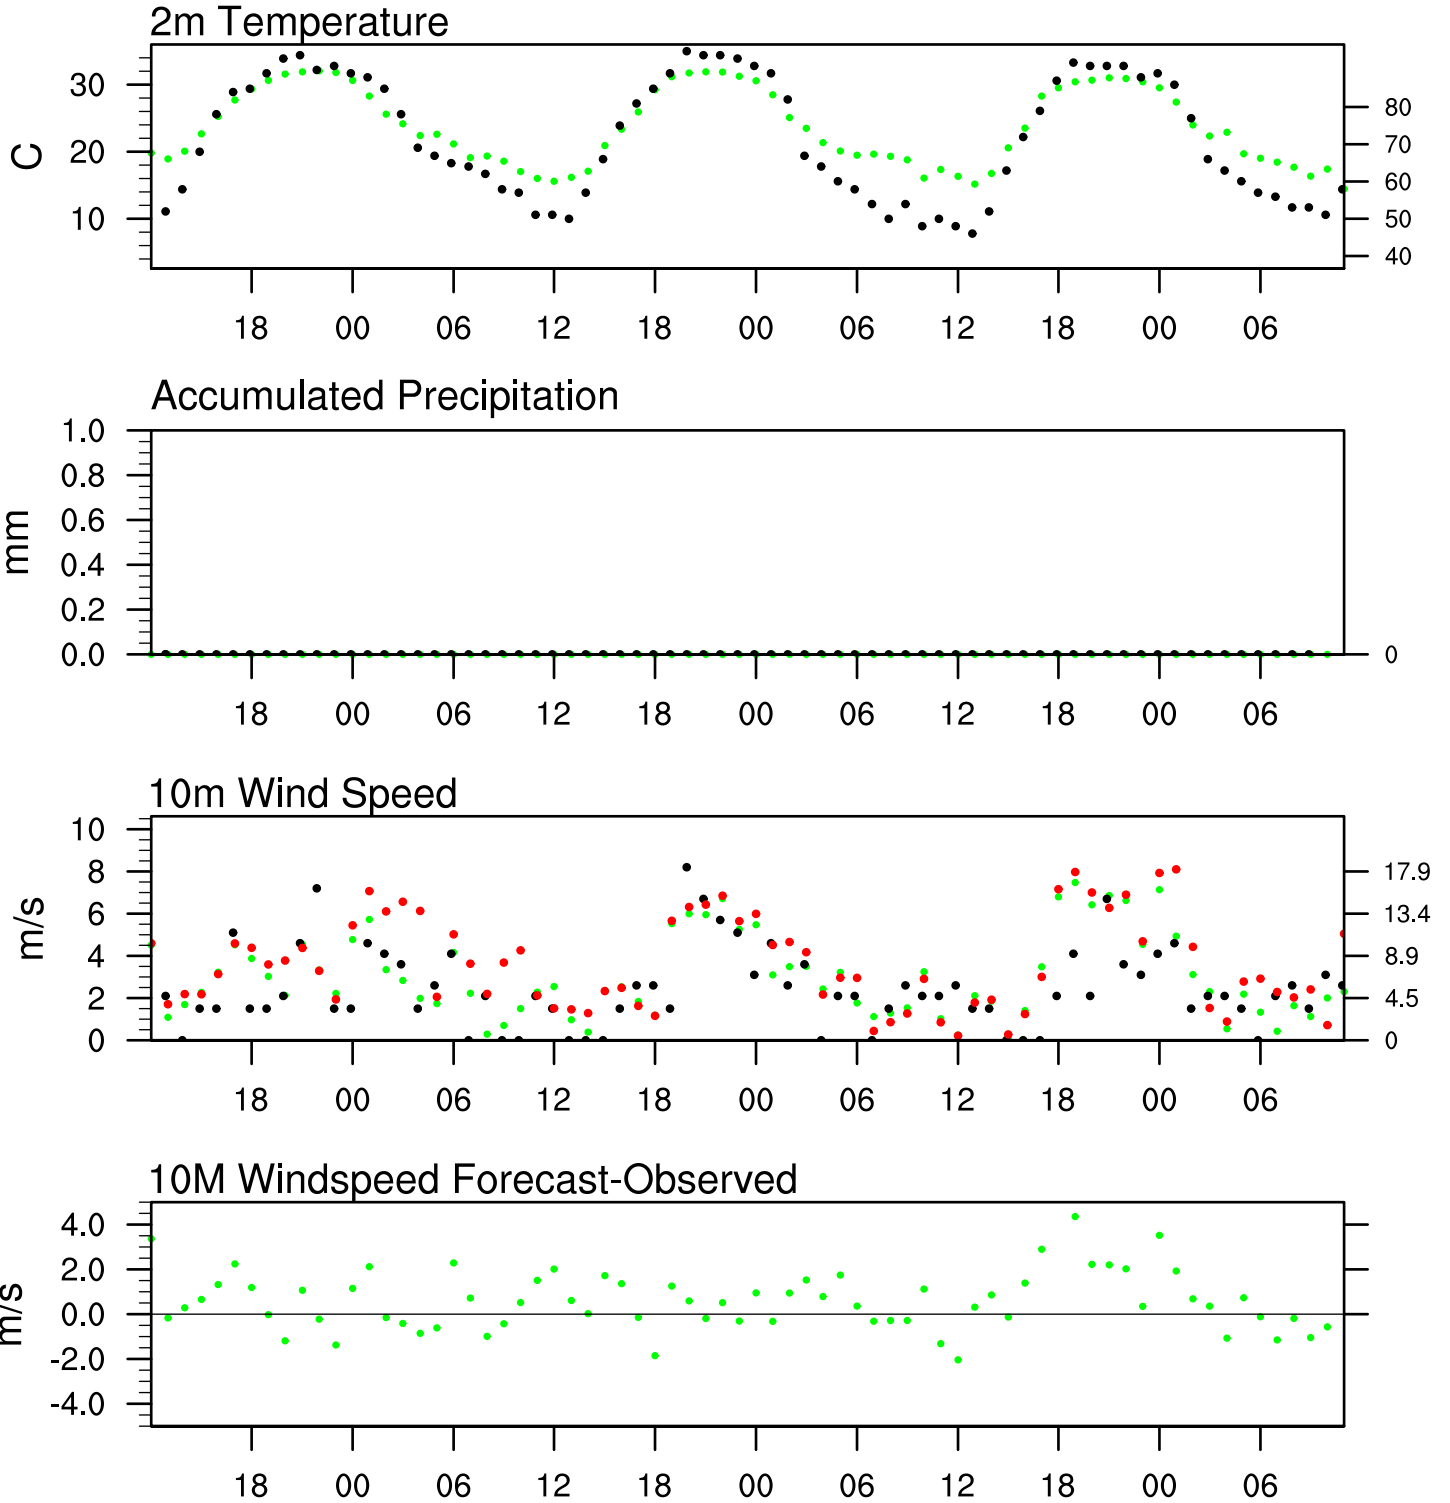 2m Temperature
C
30
20
10
80
70
60
50
40
18 00 06 12 18 00 06 12 18 00 06
Accumulated Precipitation
mm
1.0
0.8
0.6
0.4
0.2
0.0
0
18 00 06 12 18 00 06 12 18 00 06
10m Wind Speed
m/s
10
8
6
4
2
0
17.9
13.4
8.9
4.5
0
18 00 06 12 18 00 06 12 18 00 06
10M Windspeed Forecast-Observed
m/s
4.0
2.0
0.0
-2.0
-4.0
18 00 06 12 18 00 06 12 18 00 06